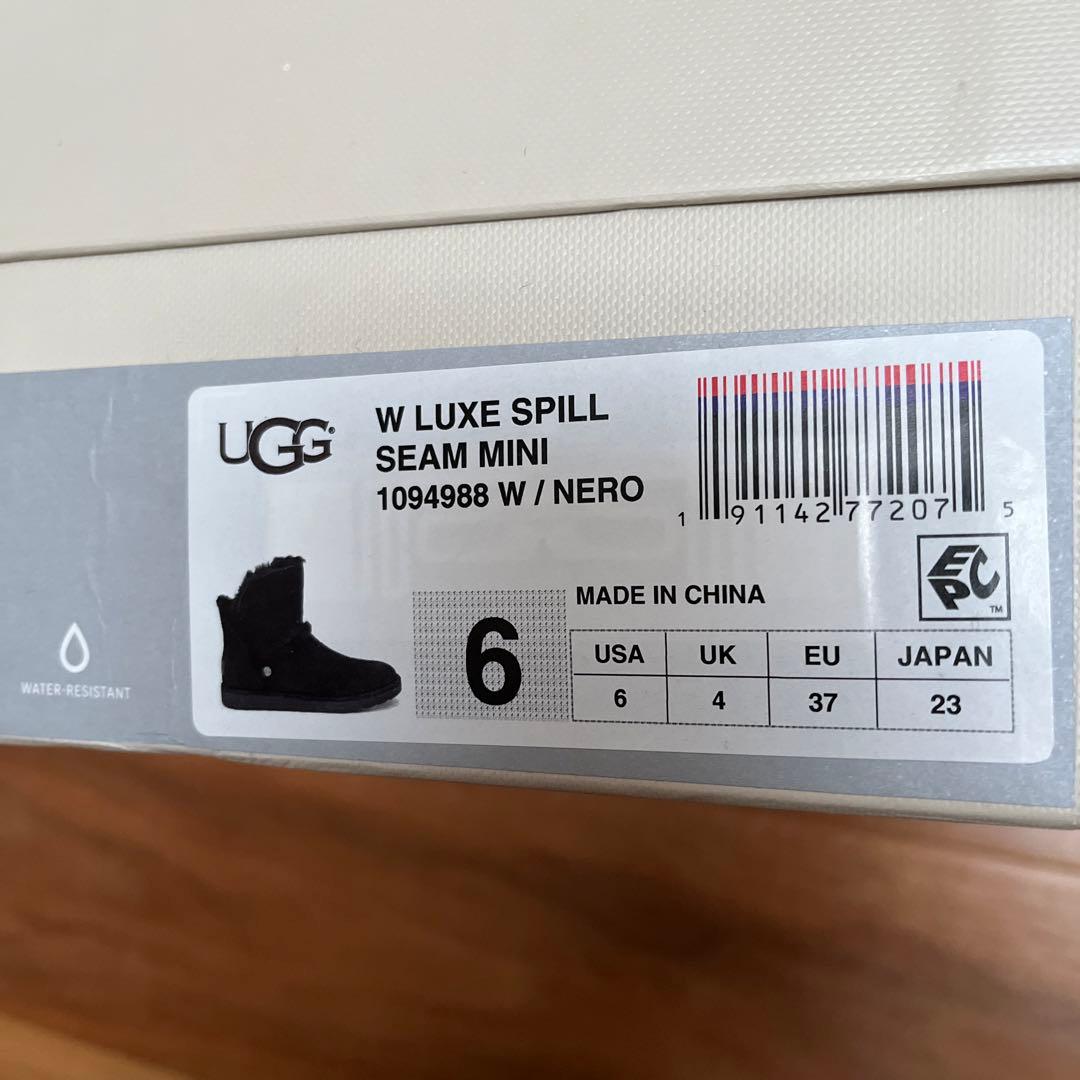 UGG®
W LUXE SPILL
SEAM MINI
1094988 W / NERO
1 91142 77207 5
EPC
TM
MADE IN CHINA
6
USA UK EU JAPAN
6 4 37 23
WATER-RESISTANT